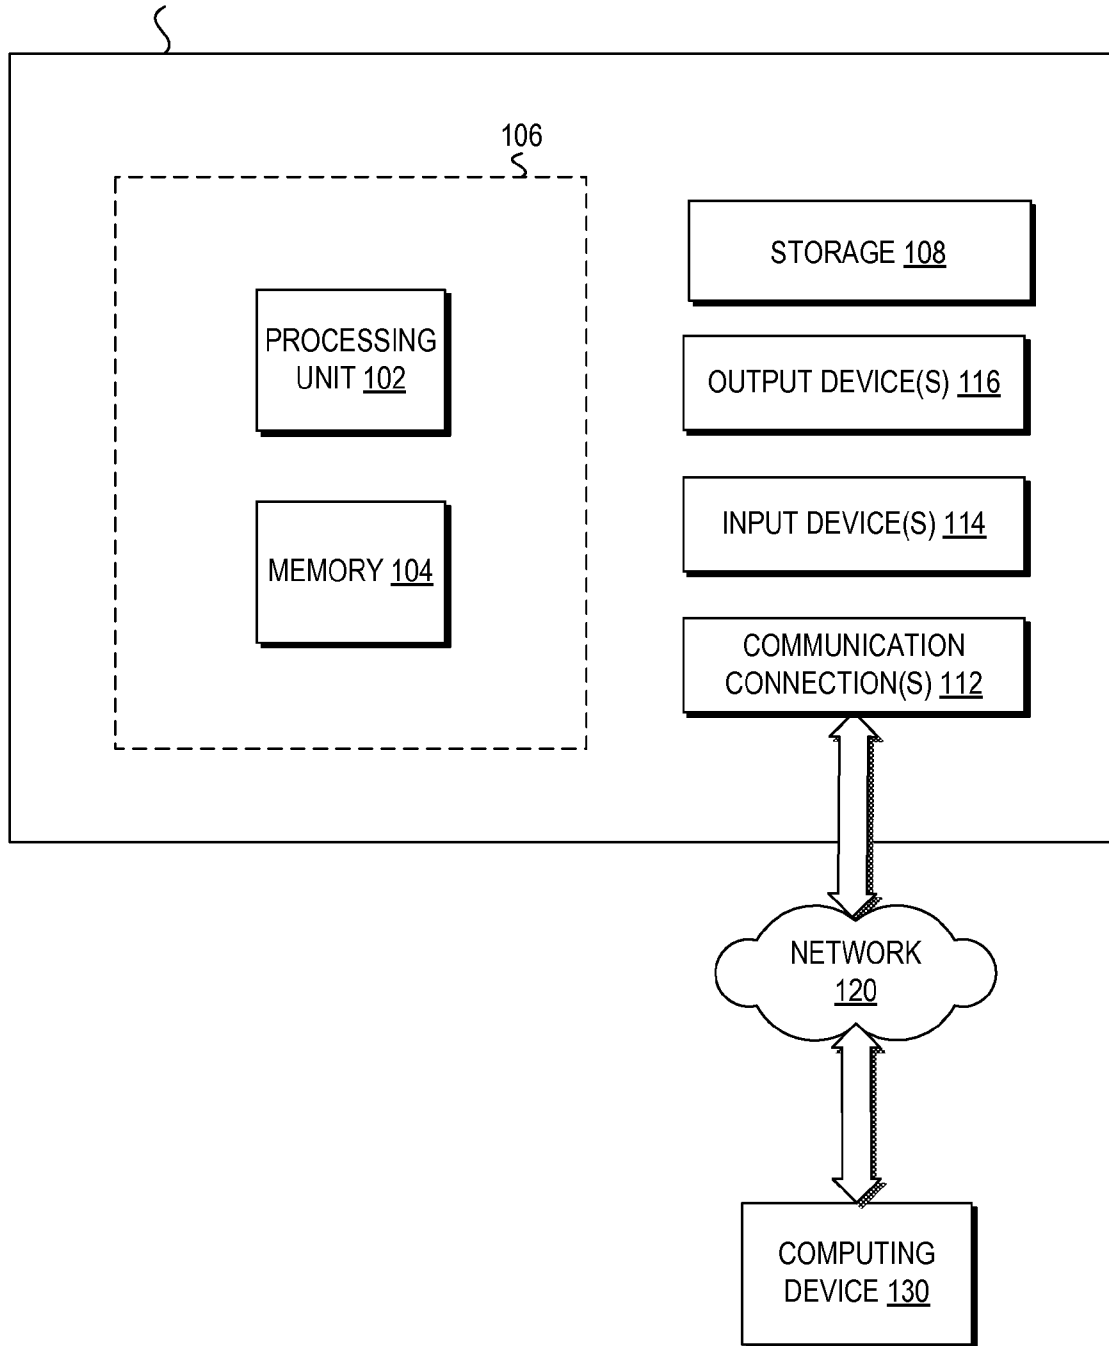 106
PROCESSING
UNIT 102
MEMORY 104
STORAGE 108
OUTPUT DEVICE(S) 116
INPUT DEVICE(S) 114
COMMUNICATION
CONNECTION(S) 112
NETWORK
120
COMPUTING
DEVICE 130